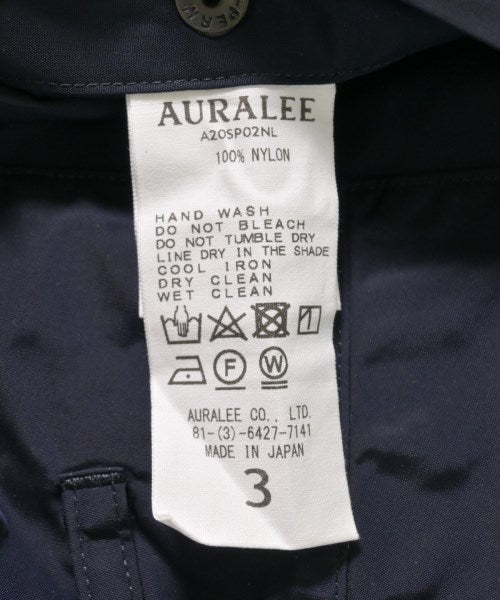 PERM
AURALEE
A20SP02NL
100% NYLON
HAND WASH
DO NOT BLEACH
DO NOT TUMBLE DRY
LINE DRY IN THE SHADE
COOL IRON
DRY CLEAN
WET CLEAN
F W
AURALEE CO., LTD.
81-(3)-6427-7141
MADE IN JAPAN
3